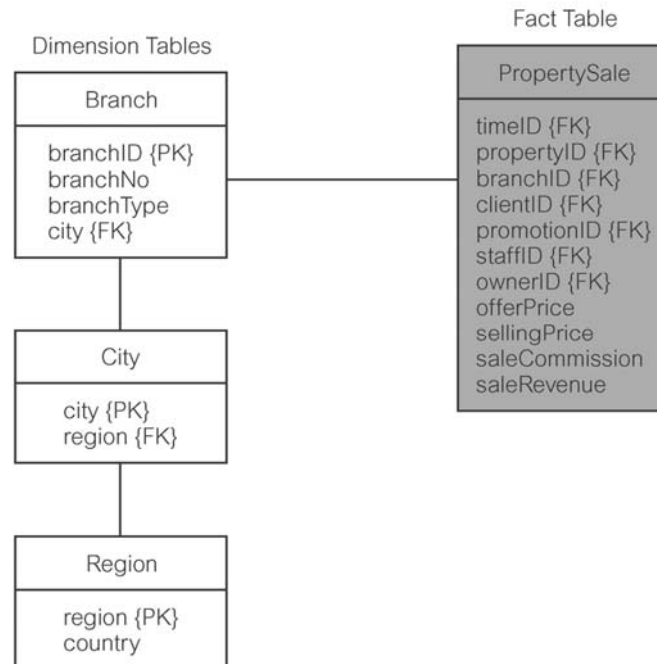 Dimension Tables
Branch
branchID {PK}
branchNo
branchType
city {FK}
City
city {PK}
region {FK}
Region
region {PK}
country
Fact Table
PropertySale
timeID {FK}
propertyID {FK}
branchID {FK}
clientID {FK}
promotionID {FK}
staffID {FK}
ownerID {FK}
offerPrice
sellingPrice
saleCommission
saleRevenue